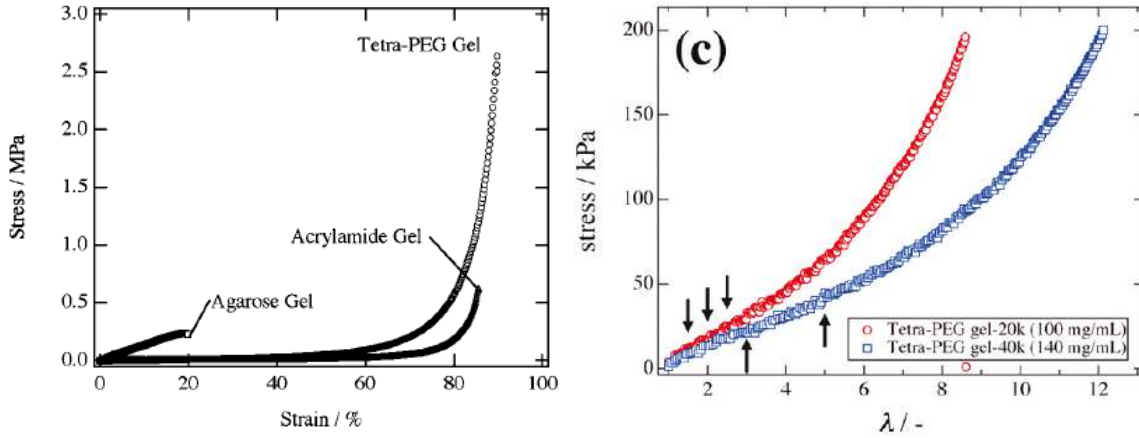 3.0
2.5
2.0
1.5
1.0
0.5
0.0
Stress / MPa
Tetra-PEG Gel
Acrylamide Gel
Agarose Gel
0
20
40
60
80
100
Strain / %
(c)
200
150
100
50
0
stress / kPa
Tetra-PEG gel-20k (100 mg/mL)
Tetra-PEG gel-40k (140 mg/mL)
2
4
6
8
10
12
λ / -